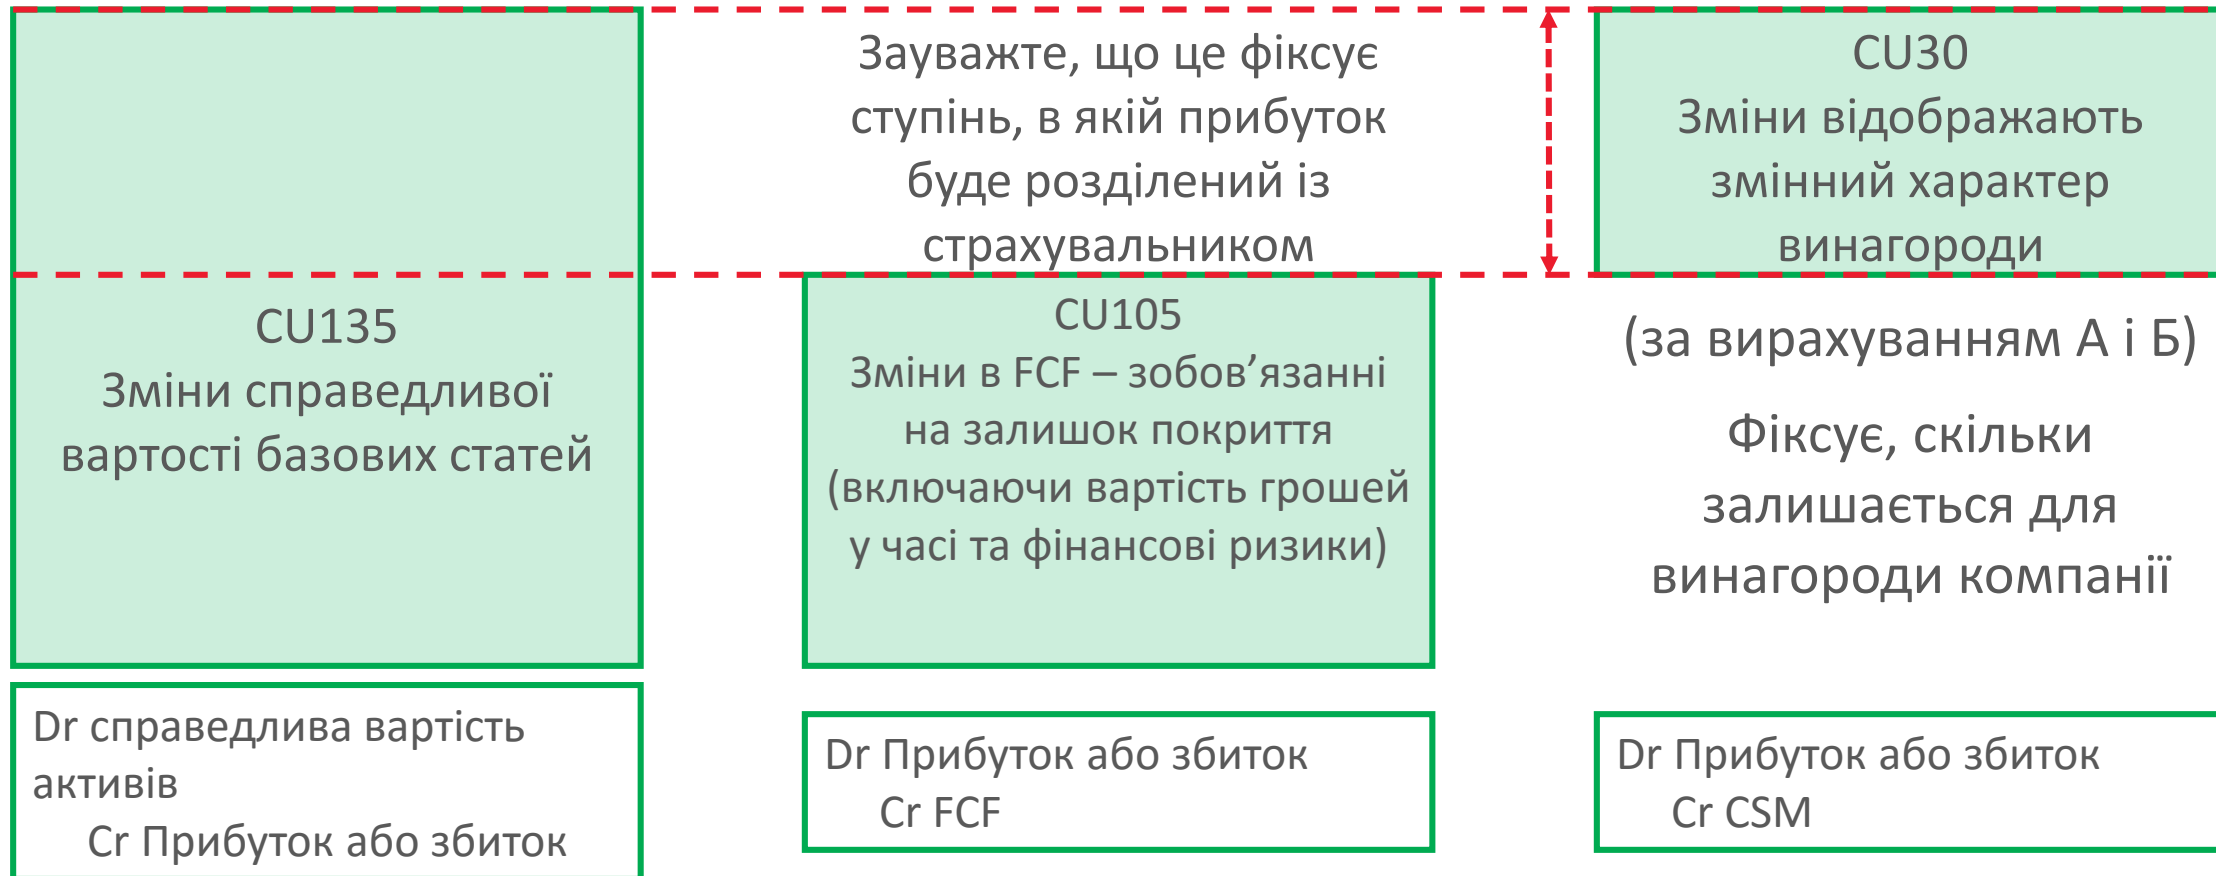 CU135
Зміни справедливої
вартості базових статей
Dr справедлива вартість
активів
Cr Прибуток або збиток
Зауважте, що це фіксує
ступінь, в якій прибуток
буде розділений із
страхувальником
CU105
Зміни в FCF – зобов’язанні
на залишок покриття
(включаючи вартість грошей
у часі та фінансові ризики)
Dr Прибуток або збиток
Cr FCF
CU30
Зміни відображають
змінний характер
винагороди
(за вирахуванням А і Б)
Фіксує, скільки
залишається для
винагороди компанії
Dr Прибуток або збиток
Cr CSM